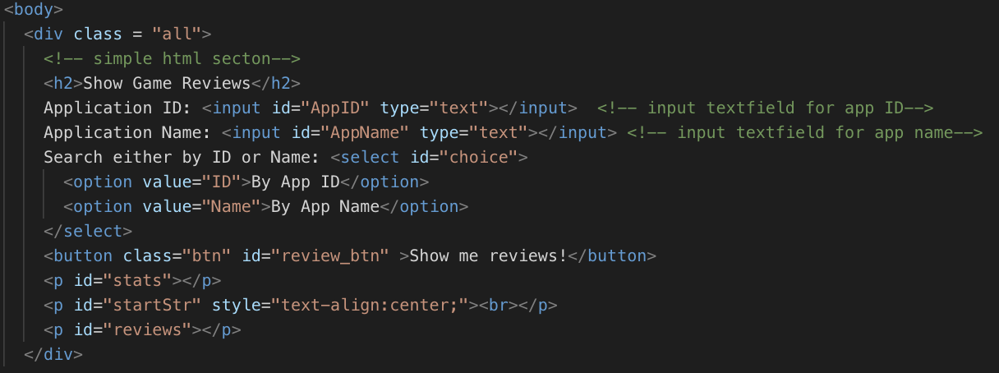 <body>
<div class = "all">
<!-- simple html secton-->
<h2>Show Game Reviews</h2>
Application ID: <input id="AppID" type="text"></input>  <!-- input textfield for app ID-->
Application Name: <input id="AppName" type="text"></input> <!-- input textfield for app name-->
Search either by ID or Name: <select id="choice">
<option value="ID">By App ID</option>
<option value="Name">By App Name</option>
</select>
<button class="btn" id="review_btn" >Show me reviews!</button>
<p id="stats"></p>
<p id="startStr" style="text-align:center;"><br></p>
<p id="reviews"></p>
</div>